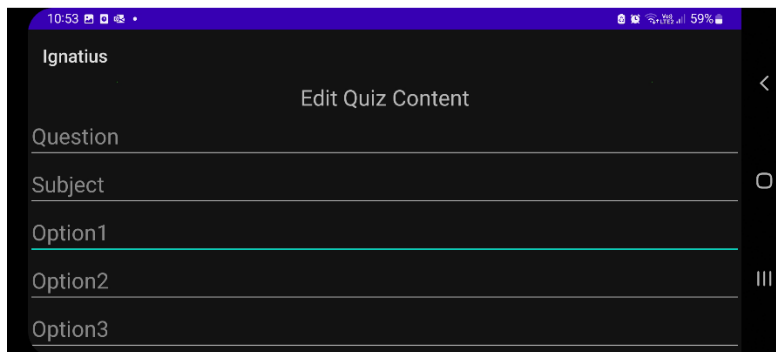 10:53 59%
Ignatius
Edit Quiz Content
Question
Subject
Option1
Option2
Option3